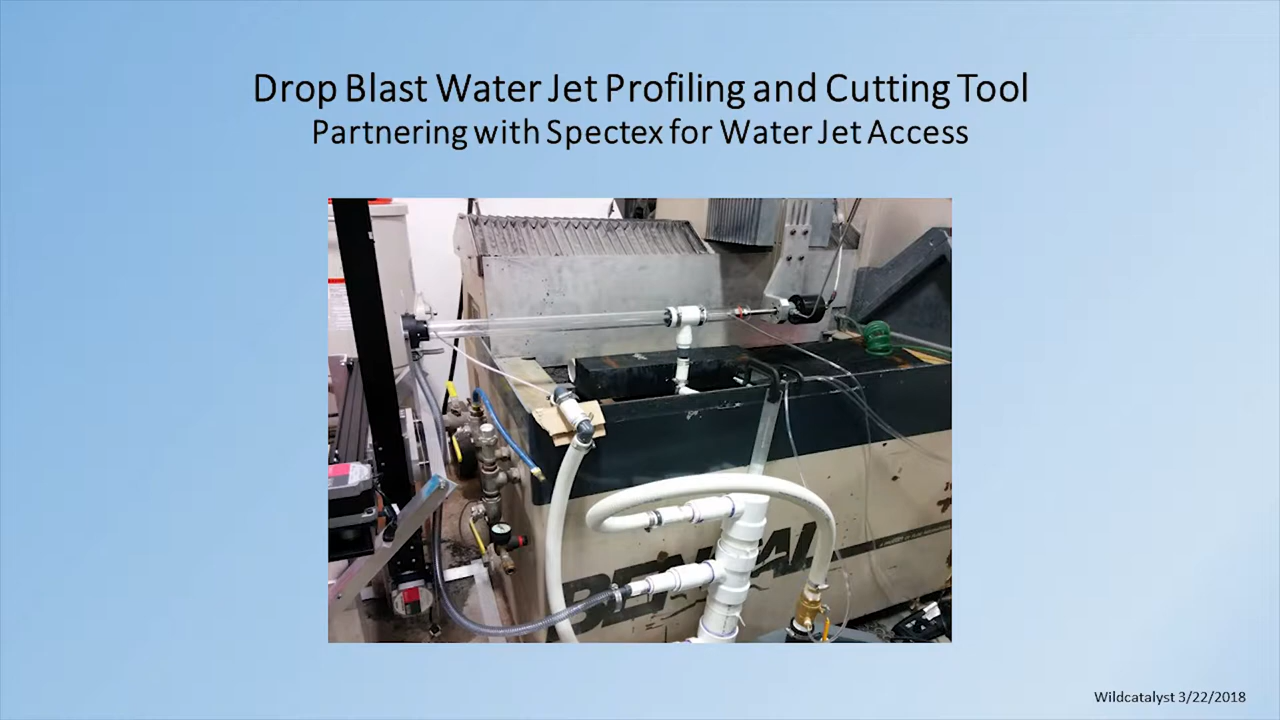 Drop Blast Water Jet Profiling and Cutting Tool
Partnering with Spectex for Water Jet Access
Wildcatalyst 3/22/2018